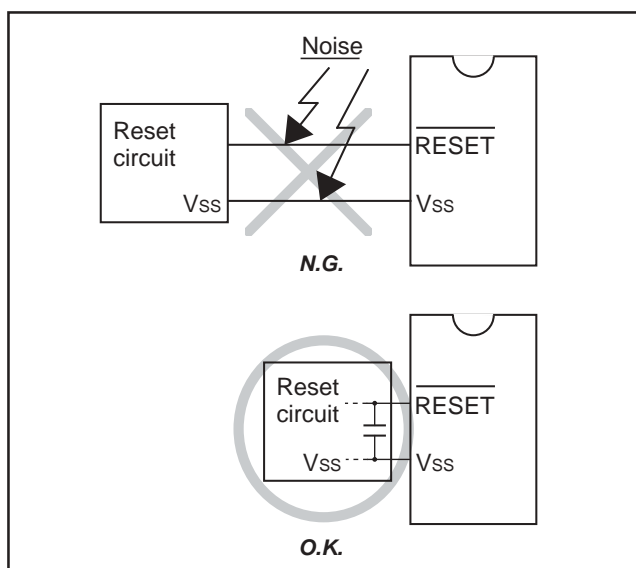 Noise
Reset
circuit
RESET
Vss
Vss
N.G.
Reset
circuit
RESET
Vss
Vss
O.K.